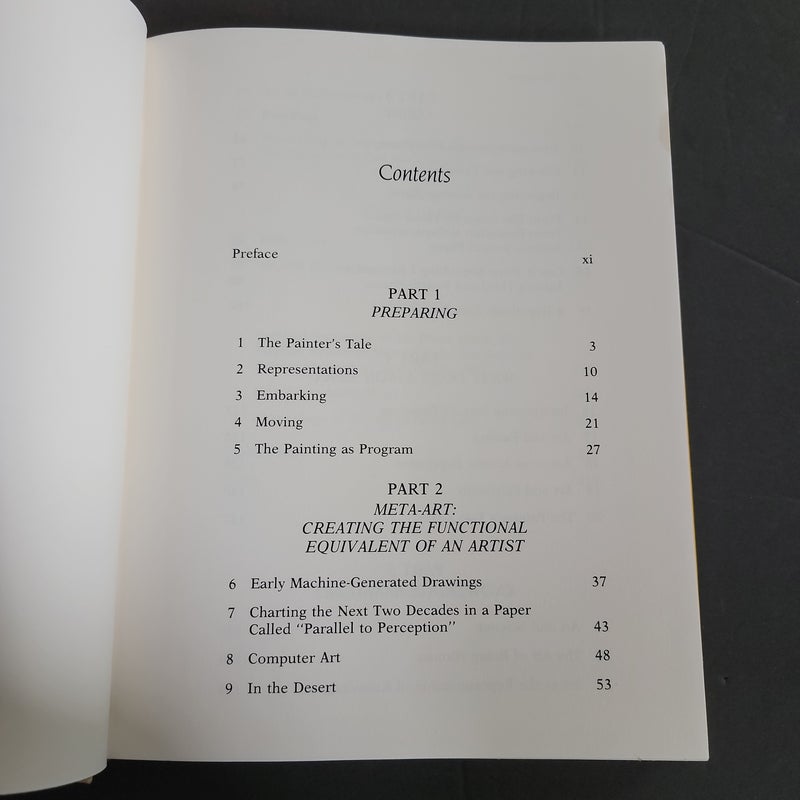 Contents
Preface xi
PART 1
PREPARING
1 The Painter's Tale 3
2 Representations 10
3 Embarking 14
4 Moving 21
5 The Painting as Program 27
PART 2
META-ART:
CREATING THE FUNCTIONAL
EQUIVALENT OF AN ARTIST
6 Early Machine-Generated Drawings 37
7 Charting the Next Two Decades in a Paper
Called “Parallel to Perception” 43
8 Computer Art 48
9 In the Desert 53